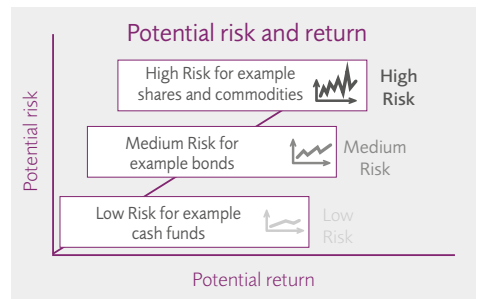 Potential risk and return
High Risk for example
shares and commodities
High
Risk
Medium Risk for
example bonds
Medium
Risk
Low Risk for example
cash funds
Low
Risk
Potential risk
Potential return